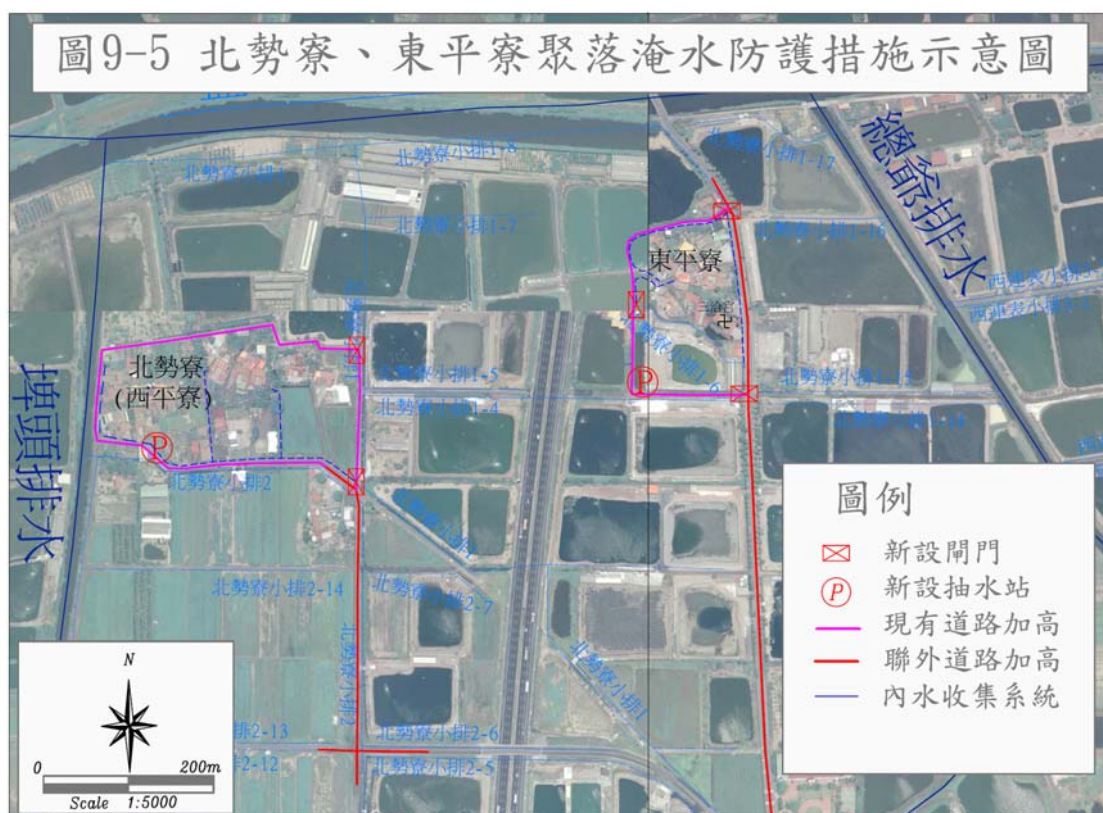 圖9-5 北勢寮、東平寮聚落淹水防護措施示意圖
總爺排水
埤頭排水
北勢寮小排1-8
北勢寮小排1-17
北勢寮小排1-7
北勢寮小排1-16
東平寮
北勢寮
(西平寮)
北勢寮小排1-5
北勢寮小排1-4
北勢寮小排1-15
P
P
北勢寮小排2
北勢寮小排2-14
北勢寮小排2-7
北勢寮小排2
北勢寮小排1
排2-13
北勢寮小排2-6
排2-12
北勢寮小排2-5
圖例
新設閘門
P 新設抽水站
現有道路加高
聯外道路加高
內水收集系統
N
0 200m
Scale 1:5000